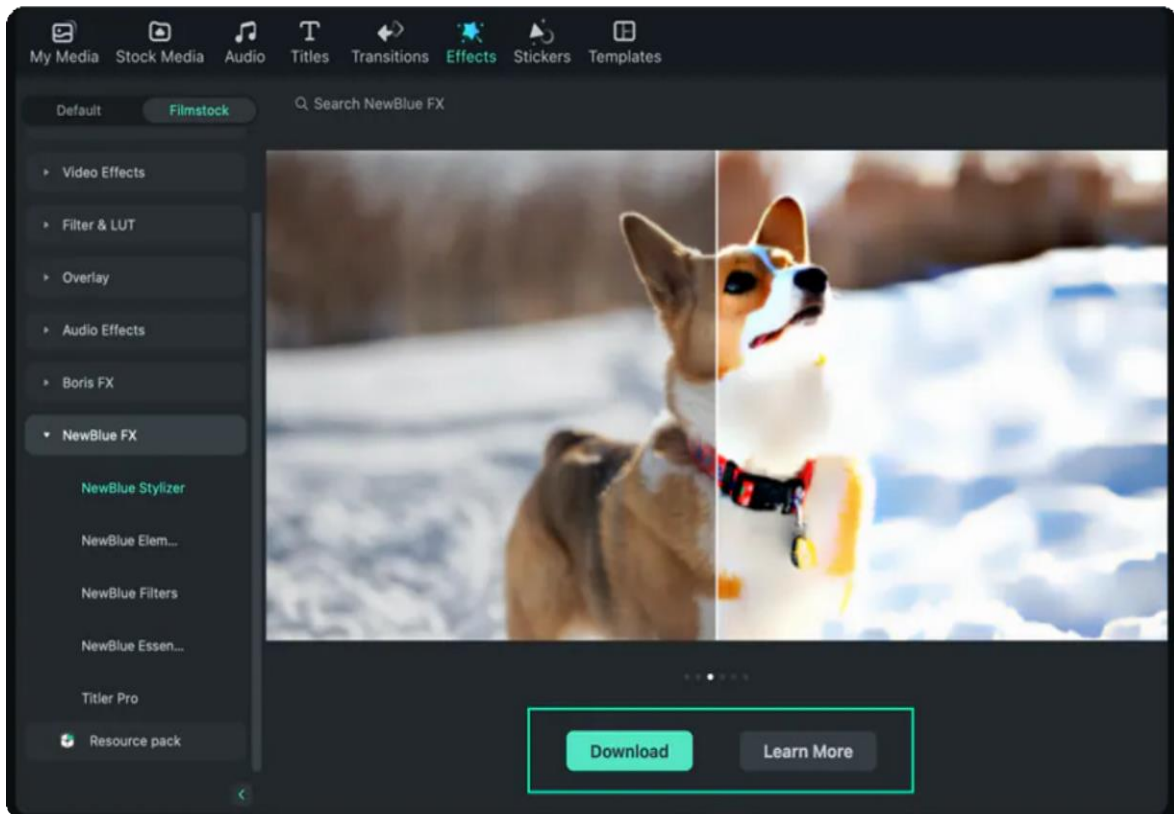 My Media Stock Media Audio Titles Transitions Effects Stickers Templates
Default Filmstock
Search NewBlue FX
Video Effects
Filter & LUT
Overlay
Audio Effects
Boris FX
NewBlue FX
NewBlue Stylizer
NewBlue Elem...
NewBlue Filters
NewBlue Essen...
Titler Pro
Resource pack
Download Learn More